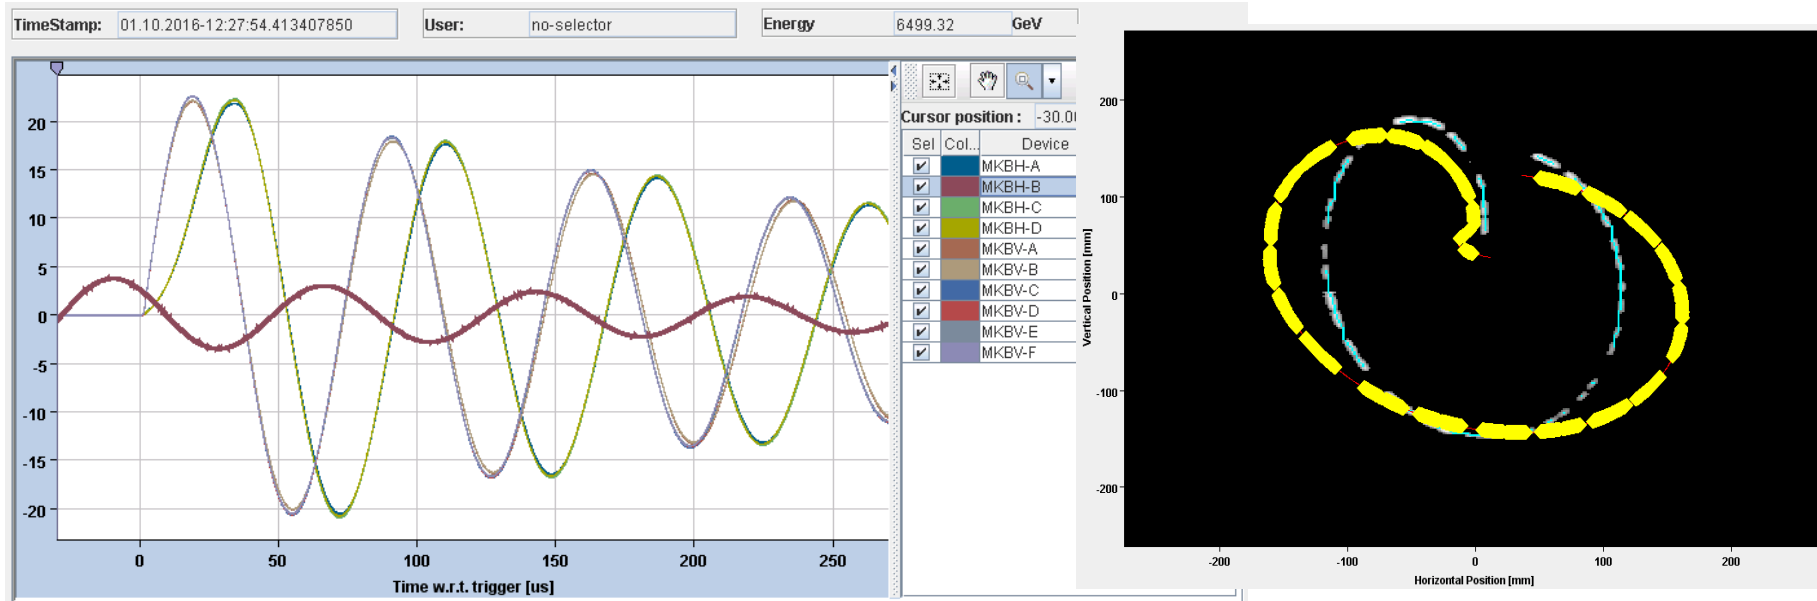 TimeStamp: 01.10.2016-12:27:54.413407850 User: no-selector Energy 6499.32 GeV
Cursor position : -30.0
Sel Col... Device
MKBH-A
MKBH-B
MKBH-C
MKBH-D
MKBV-A
MKBV-B
MKBV-C
MKBV-D
MKBV-E
MKBV-F
20
15
10
5
0
-5
-10
-15
-20
0 50 100 150 200 250
Time w.r.t. trigger [us]
200
100
0
-100
-200
Vertical Position [mm]
-200 -100 0 100 200
Horizontal Position [mm]